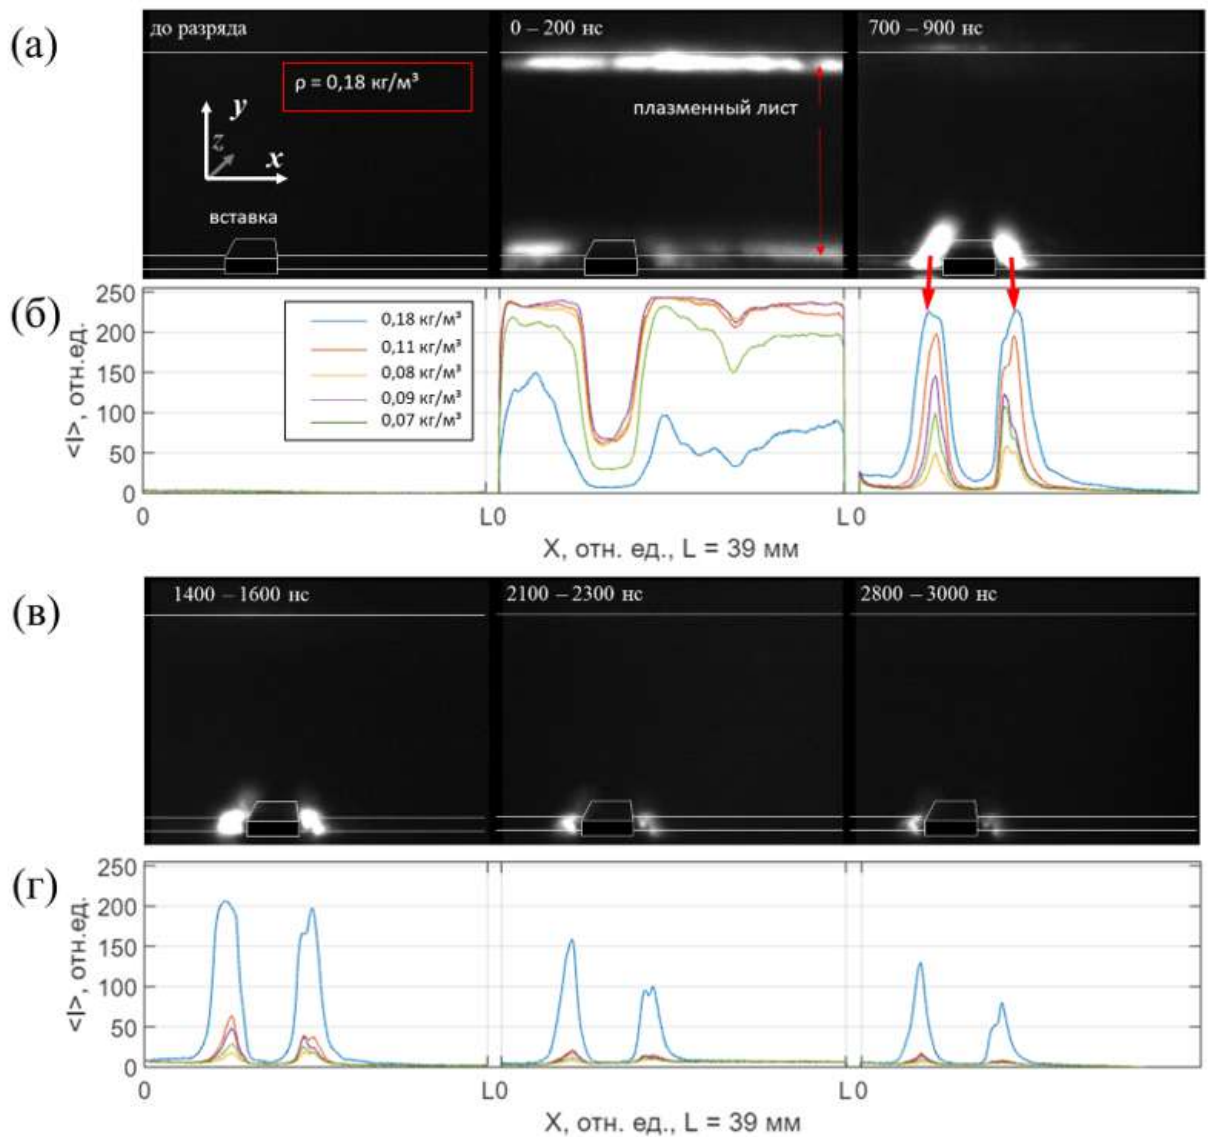 (а)
до разряда
0 – 200 нс
700 – 900 нс
ρ = 0,18 кг/м³
плазменный лист
y
z
x
вставка
(б)
250
200
150
100
50
0
<I>, отн.ед.
0,18 кг/м³
0,11 кг/м³
0,08 кг/м³
0,09 кг/м³
0,07 кг/м³
0
L0
L0
X, отн. ед., L = 39 мм
(в)
1400 – 1600 нс
2100 – 2300 нс
2800 – 3000 нс
(г)
250
200
150
100
50
0
<I>, отн.ед.
0
L0
L0
X, отн. ед., L = 39 мм